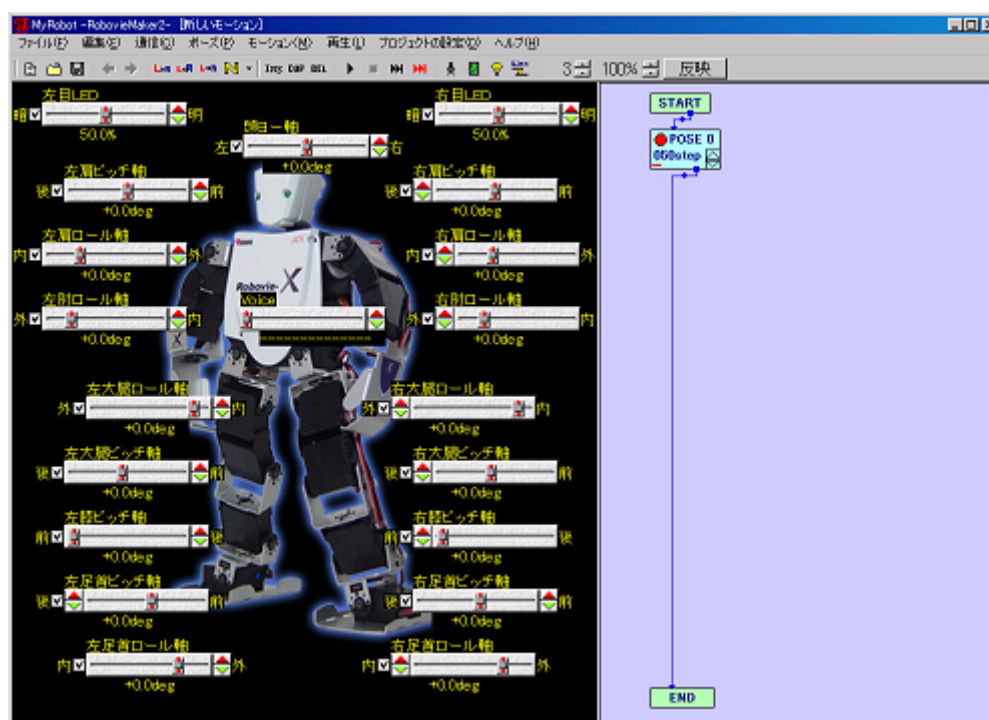 MyRobot -RobovieMaker2- [新しいモーション]
ファイル(F) 編集(E) 通信(C) ポーズ(P) モーション(M) 再生(L) プロジェクトの設定(O) ヘルプ(H)
3 100% 反映
左目LED
暗 明
50.0%
右目LED
暗 明
50.0%
頭ヨー軸
左 右
+0.0deg
左肩ピッチ軸
後 前
+0.0deg
右肩ピッチ軸
後 前
+0.0deg
左肩ロール軸
内 外
+0.0deg
右肩ロール軸
内 外
+0.0deg
Robovie-X
Voice
左肘ロール軸
外 内
+0.0deg
右肘ロール軸
外 内
+0.0deg
左大腿ロール軸
外 内
+0.0deg
右大腿ロール軸
外 内
+0.0deg
左大腿ピッチ軸
後 前
+0.0deg
右大腿ピッチ軸
後 前
+0.0deg
左膝ピッチ軸
前 後
+0.0deg
右膝ピッチ軸
前 後
+0.0deg
左足首ピッチ軸
後 前
+0.0deg
右足首ピッチ軸
後 前
+0.0deg
左足首ロール軸
内 外
+0.0deg
右足首ロール軸
内 外
+0.0deg
START
POSE 0
050step
END